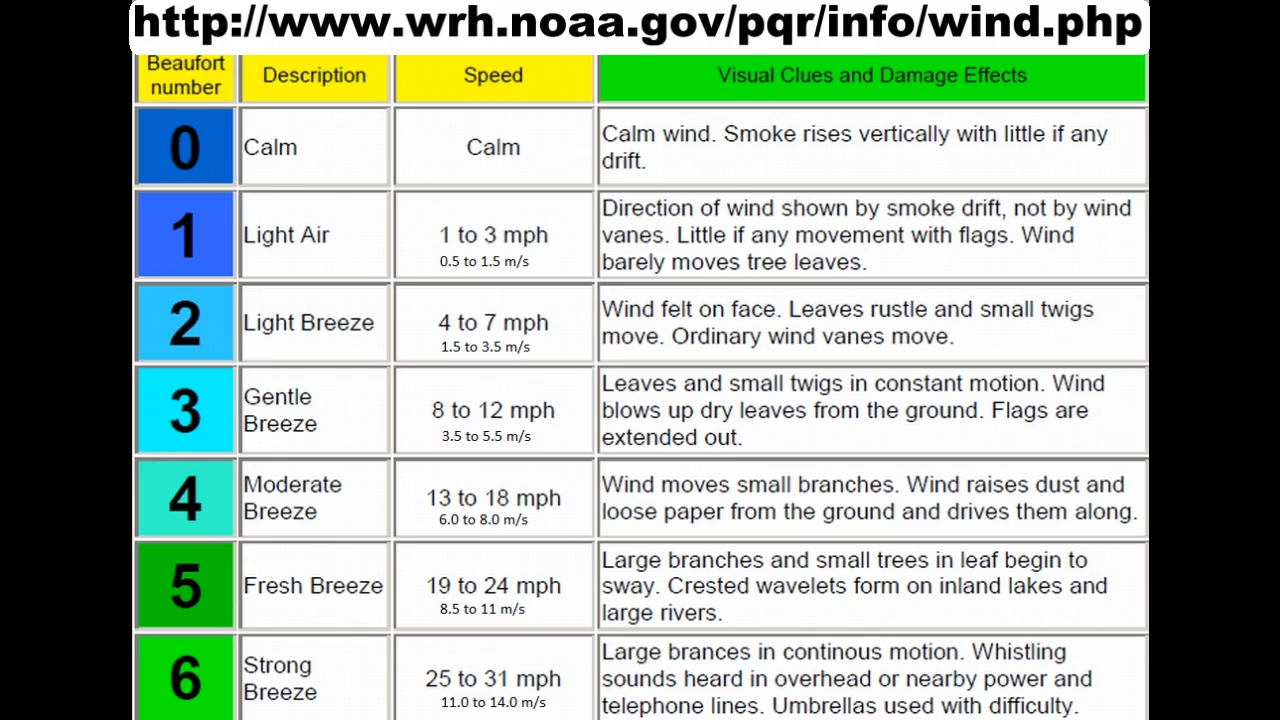 http://www.wrh.noaa.gov/pqr/info/wind.php
Beaufort
number
Description
Speed
Visual Clues and Damage Effects
0
Calm
Calm
Calm wind. Smoke rises vertically with little if any
drift.
1
Light Air
1 to 3 mph
0.5 to 1.5 m/s
Direction of wind shown by smoke drift, not by wind
vanes. Little if any movement with flags. Wind
barely moves tree leaves.
2
Light Breeze
4 to 7 mph
1.5 to 3.5 m/s
Wind felt on face. Leaves rustle and small twigs
move. Ordinary wind vanes move.
3
Gentle
Breeze
8 to 12 mph
3.5 to 5.5 m/s
Leaves and small twigs in constant motion. Wind
blows up dry leaves from the ground. Flags are
extended out.
4
Moderate
Breeze
13 to 18 mph
6.0 to 8.0 m/s
Wind moves small branches. Wind raises dust and
loose paper from the ground and drives them along.
5
Fresh Breeze
19 to 24 mph
8.5 to 11 m/s
Large branches and small trees in leaf begin to
sway. Crested wavelets form on inland lakes and
large rivers.
6
Strong
Breeze
25 to 31 mph
11.0 to 14.0 m/s
Large brances in continous motion. Whistling
sounds heard in overhead or nearby power and
telephone lines. Umbrellas used with difficulty.